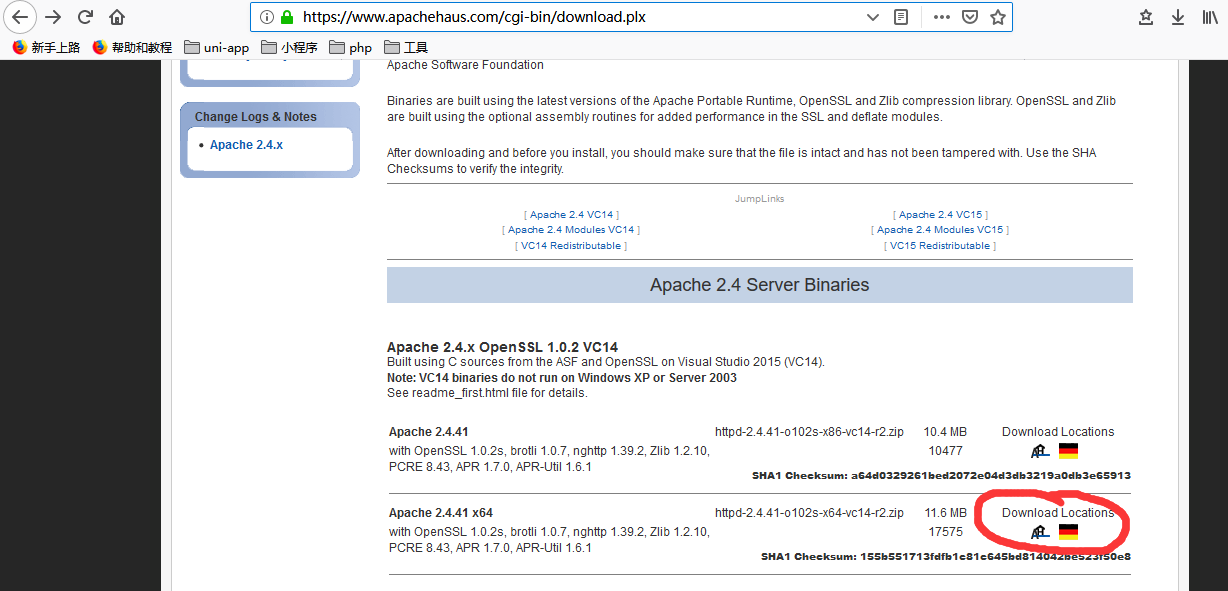 https://www.apachehaus.com/cgi-bin/download.plx
新手上路 帮助和教程 uni-app 小程序 php 工具
Apache Software Foundation
Binaries are built using the latest versions of the Apache Portable Runtime, OpenSSL and Zlib compression library. OpenSSL and Zlib
are built using the optional assembly routines for added performance in the SSL and deflate modules.
Change Logs & Notes
• Apache 2.4.x
After downloading and before you install, you should make sure that the file is intact and has not been tampered with. Use the SHA
Checksums to verify the integrity.
JumpLinks
[ Apache 2.4 VC14 ] [ Apache 2.4 VC15 ]
[ Apache 2.4 Modules VC14 ] [ Apache 2.4 Modules VC15 ]
[ VC14 Redistributable ] [ VC15 Redistributable ]
Apache 2.4 Server Binaries
Apache 2.4.x OpenSSL 1.0.2 VC14
Built using C sources from the ASF and OpenSSL on Visual Studio 2015 (VC14).
Note: VC14 binaries do not run on Windows XP or Server 2003
See readme_first.html file for details.
Apache 2.4.41 httpd-2.4.41-o102s-x86-vc14-r2.zip 10.4 MB Download Locations
with OpenSSL 1.0.2s, brotli 1.0.7, nghttp 1.39.2, Zlib 1.2.10, 10477
PCRE 8.43, APR 1.7.0, APR-Util 1.6.1
SHA1 Checksum: a64d0329261bed2072e04d3db3219a0db3e65913
Apache 2.4.41 x64 httpd-2.4.41-o102s-x64-vc14-r2.zip 11.6 MB Download Locations
with OpenSSL 1.0.2s, brotli 1.0.7, nghttp 1.39.2, Zlib 1.2.10, 17575
PCRE 8.43, APR 1.7.0, APR-Util 1.6.1
SHA1 Checksum: 155b551713fdfb1c81c645bd814042be523f50e8